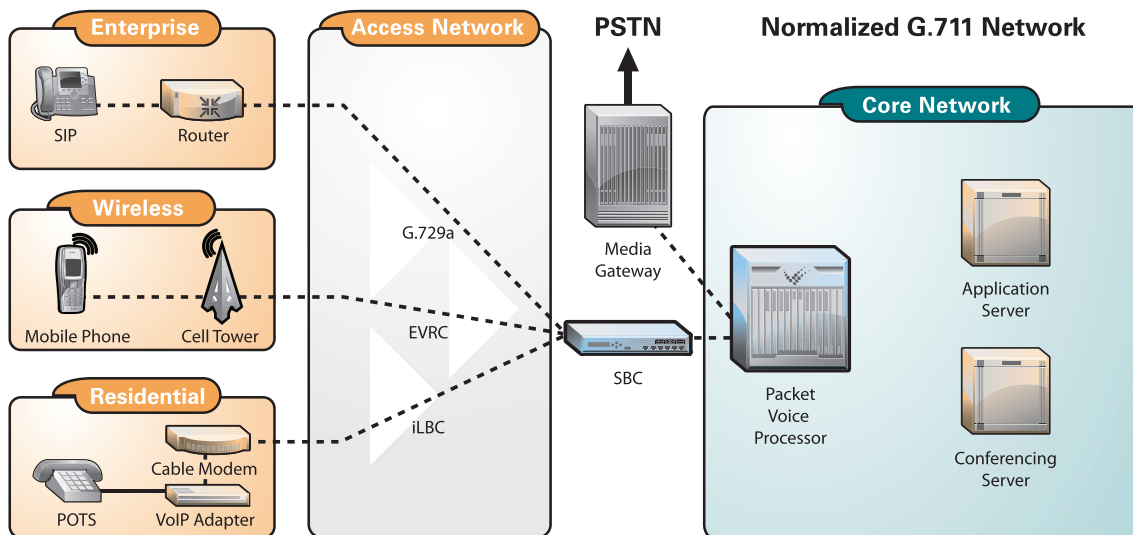 Enterprise
SIP
Router
Wireless
Mobile Phone
Cell Tower
Residential
Cable Modem
POTS
VoIP Adapter
Access Network
G.729a
EVRC
iLBC
PSTN
Media
Gateway
SBC
Normalized G.711 Network
Core Network
Packet
Voice
Processor
Application
Server
Conferencing
Server